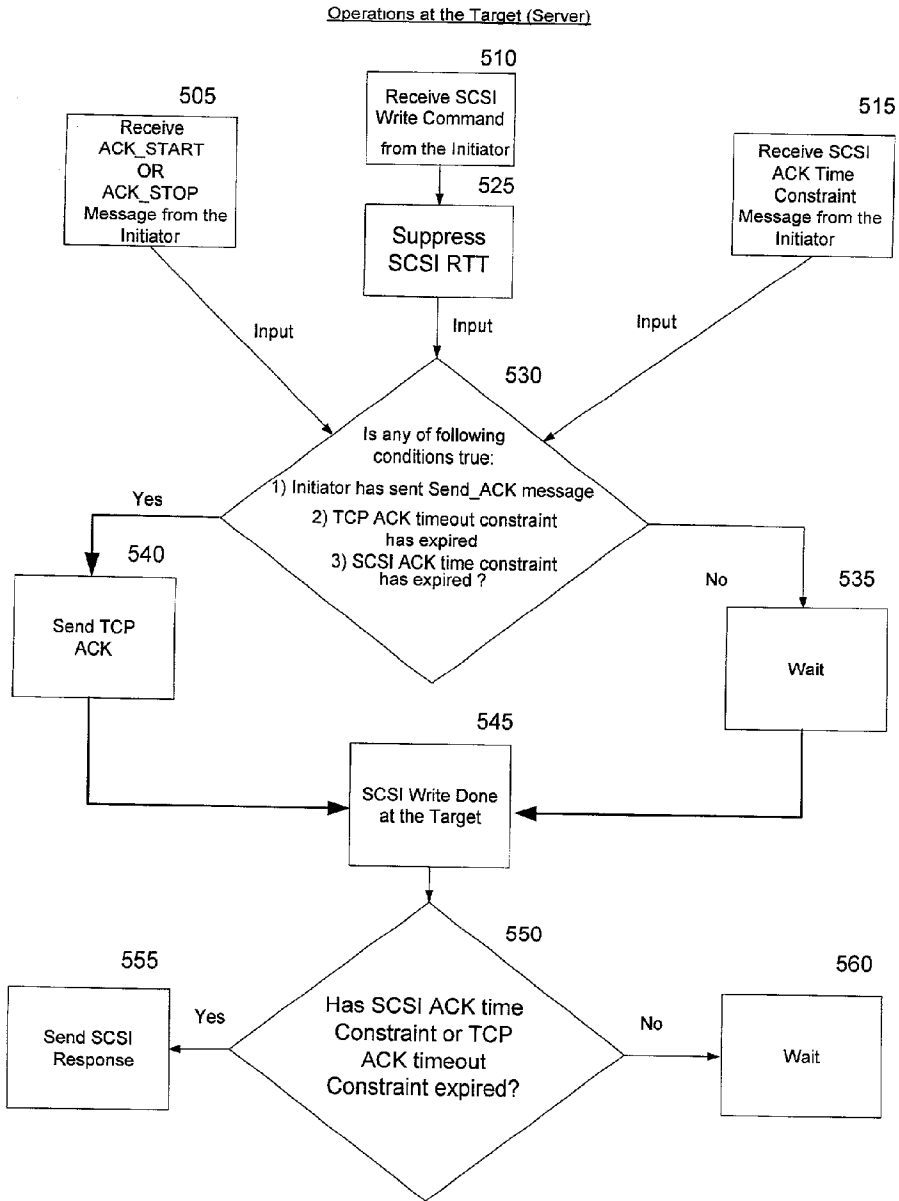 Operations at the Target (Server)
510
Receive SCSI
Write Command
from the Initiator
505
Receive
ACK_START
OR
ACK_STOP
Message from the
Initiator
515
Receive SCSI
ACK Time
Constraint
Message from the
Initiator
525
Suppress
SCSI RTT
Input
Input
Input
530
Is any of following
conditions true:
1) Initiator has sent Send_ACK message
2) TCP ACK timeout constraint
has expired
3) SCSI ACK time constraint
has expired ?
Yes
540
Send TCP
ACK
No
535
Wait
545
SCSI Write Done
at the Target
550
Has SCSI ACK time
Constraint or TCP
ACK timeout
Constraint expired?
555
Yes
Send SCSI
Response
No
560
Wait